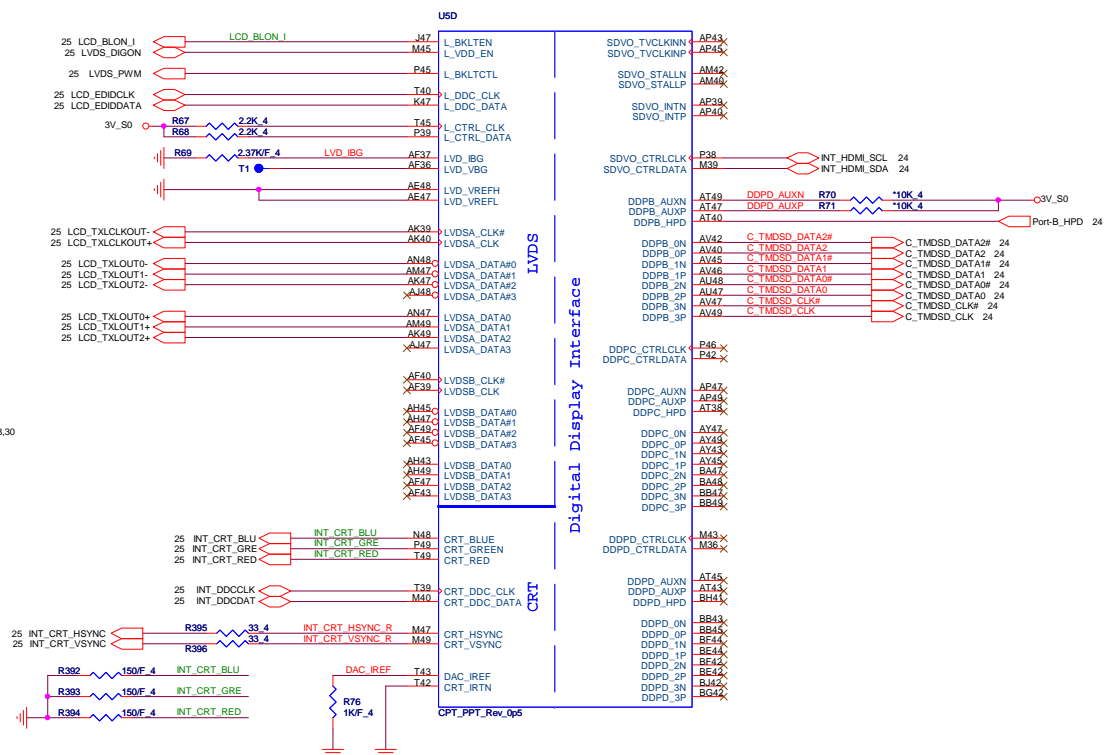 U5D
25 LCD_BLON_I LCD_BLON_I J47 L_BKLTEN SDVO_TVCLKINN AP43
25 LVDS_DIGON M45 L_VDD_EN SDVO_TVCLKINP AP45
25 LVDS_PWM P45 L_BKLTCTL SDVO_STALLN AM42
SDVO_STALLP AM40
25 LCD_EDIDCLK T40 L_DDC_CLK
25 LCD_EDIDDATA K47 L_DDC_DATA SDVO_INTN AP39
SDVO_INTP AP40
3V_S0 R67 2.2K_4 T45 L_CTRL_CLK
R68 2.2K_4 P39 L_CTRL_DATA
R69 2.37K/F_4 LVD_IBG AF37 LVD_IBG SDVO_CTRLCLK P38 INT_HDMI_SCL 24
T1 AF36 LVD_VBG SDVO_CTRLDATA M39 INT_HDMI_SDA 24
AE48 LVD_VREFH
AE47 LVD_VREFL DDPB_AUXN AT49 DDPD_AUXN R70 *10K_4 3V_S0
DDPB_AUXP AT47 DDPD_AUXP R71 *10K_4
DDPB_HPD AT40 Port-B_HPD 24
25 LCD_TXLCLKOUT- AK39 LVDSA_CLK#
25 LCD_TXLCLKOUT+ AK40 LVDSA_CLK
LVDS
DDPB_0N AV42 C_TMDSD_DATA2# C_TMDSD_DATA2# 24
DDPB_0P AV40 C_TMDSD_DATA2 C_TMDSD_DATA2 24
DDPB_1N AV45 C_TMDSD_DATA1# C_TMDSD_DATA1# 24
DDPB_1P AV46 C_TMDSD_DATA1 C_TMDSD_DATA1 24
DDPB_2N AU48 C_TMDSD_DATA0# C_TMDSD_DATA0# 24
DDPB_2P AU47 C_TMDSD_DATA0 C_TMDSD_DATA0 24
DDPB_3N AV47 C_TMDSD_CLK# C_TMDSD_CLK# 24
DDPB_3P AV49 C_TMDSD_CLK C_TMDSD_CLK 24
25 LCD_TXLOUT0- AN48 LVDSA_DATA#0
25 LCD_TXLOUT1- AM47 LVDSA_DATA#1
25 LCD_TXLOUT2- AK47 LVDSA_DATA#2
AJ48 LVDSA_DATA#3
25 LCD_TXLOUT0+ AN47 LVDSA_DATA0
25 LCD_TXLOUT1+ AM49 LVDSA_DATA1
25 LCD_TXLOUT2+ AK49 LVDSA_DATA2
AJ47 LVDSA_DATA3
Digital Display Interface
DDPC_CTRLCLK P46
DDPC_CTRLDATA P42
AF40 LVDSB_CLK#
AF39 LVDSB_CLK
DDPC_AUXN AP47
DDPC_AUXP AP49
DDPC_HPD AT38
AH45 LVDSB_DATA#0
AH47 LVDSB_DATA#1
AF49 LVDSB_DATA#2
AF45 LVDSB_DATA#3
3,30
DDPC_0N AY47
DDPC_0P AY49
DDPC_1N AY43
DDPC_1P AY45
DDPC_2N BA47
DDPC_2P BA48
DDPC_3N BB47
DDPC_3P BB49
AH43 LVDSB_DATA0
AH49 LVDSB_DATA1
AF47 LVDSB_DATA2
AF43 LVDSB_DATA3
25 INT_CRT_BLU INT_CRT_BLU N48 CRT_BLUE DDPD_CTRLCLK M43
25 INT_CRT_GRE INT_CRT_GRE P49 CRT_GREEN DDPD_CTRLDATA M36
25 INT_CRT_RED INT_CRT_RED T49 CRT_RED
25 INT_DDCCLK T39 CRT_DDC_CLK
25 INT_DDCDAT M40 CRT_DDC_DATA
CRT
DDPD_AUXN AT45
DDPD_AUXP AT43
DDPD_HPD BH41
25 INT_CRT_HSYNC R395 33_4 INT_CRT_HSYNC_R M47 CRT_HSYNC
25 INT_CRT_VSYNC R396 33_4 INT_CRT_VSYNC_R M49 CRT_VSYNC
DDPD_0N BB43
DDPD_0P BB45
DDPD_1N BF44
DDPD_1P BE44
DDPD_2N BF42
DDPD_2P BE42
DDPD_3N BJ42
DDPD_3P BG42
R392 150/F_4 INT_CRT_BLU DAC_IREF T43 DAC_IREF
T42 CRT_IRTN
R393 150/F_4 INT_CRT_GRE
R394 150/F_4 INT_CRT_RED
R76
1K/F_4
CPT_PPT_Rev_0p5